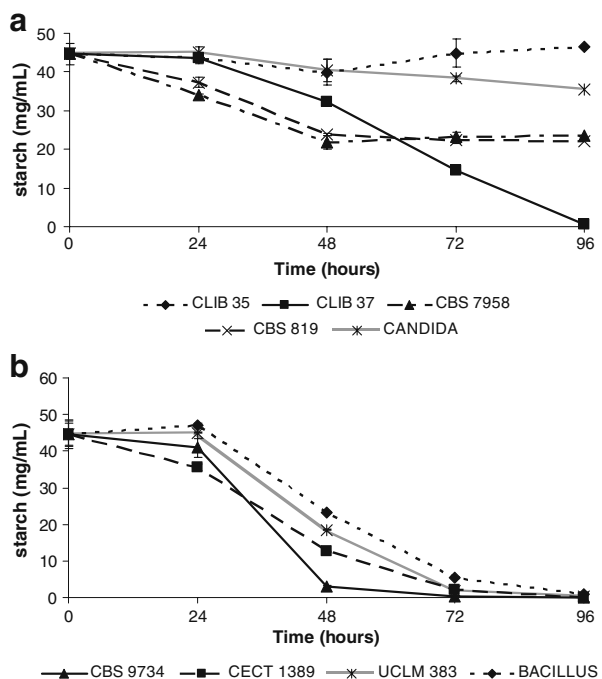 a
50
40
30
20
10
0
starch (mg/mL)
0 24 48 72 96
Time (hours)
CLIB 35 CLIB 37 CBS 7958
CBS 819 CANDIDA
b
60
50
40
30
20
10
0
starch (mg/mL)
0 24 48 72 96
Time (hours)
CBS 9734 CECT 1389 UCLM 383 BACILLUS